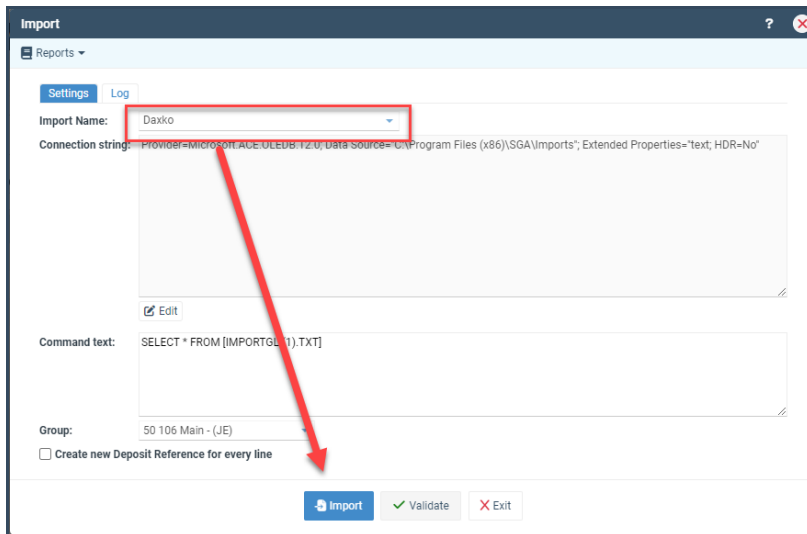 Import ?
Reports
Settings Log
Import Name: Daxko
Connection string: Provider=Microsoft.ACE.OLEDB.12.0; Data Source="C:\Program Files (x86)\SGA\Imports"; Extended Properties="text; HDR=No"
Edit
Command text: SELECT * FROM [IMPORTGL(1).TXT]
Group: 50 106 Main - (JE)
Create new Deposit Reference for every line
Import Validate Exit